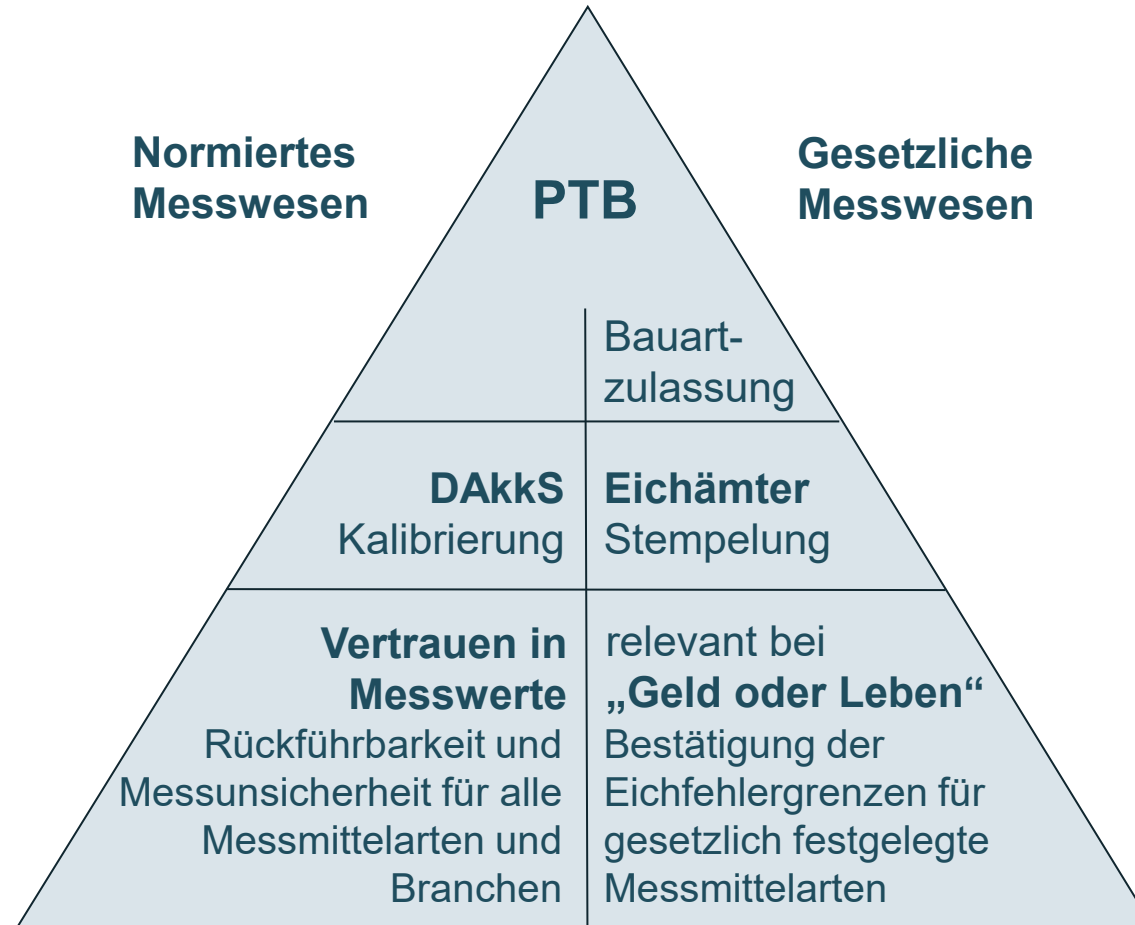 Normiertes
Messwesen
PTB
Gesetzliche
Messwesen
Bauart-
zulassung
DAkkS
Kalibrierung
Eichämter
Stempelung
Vertrauen in
Messwerte
Rückführbarkeit und
Messunsicherheit für alle
Messmittelarten und
Branchen
relevant bei
„Geld oder Leben“
Bestätigung der
Eichfehlergrenzen für
gesetzlich festgelegte
Messmittelarten